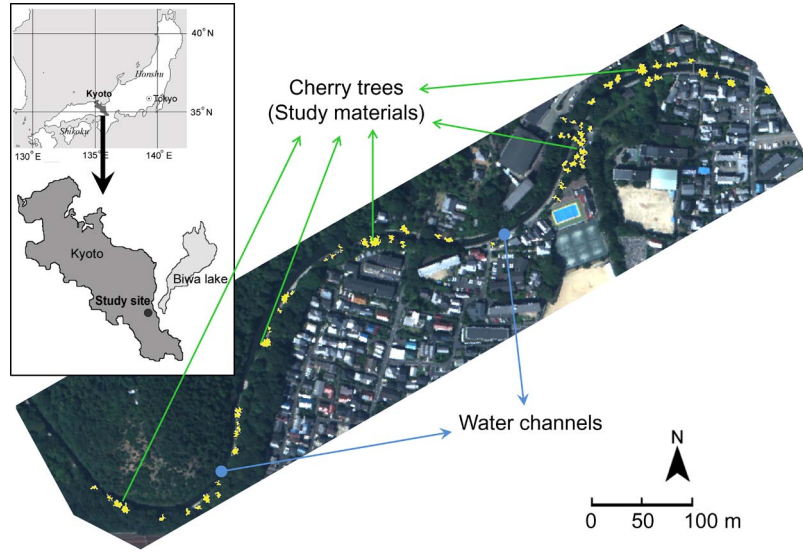 40°N
Honshu
Kyoto
Tokyo
35°N
Shikoku
130°E
135°E
140°E
Kyoto
Biwa lake
Study site
Cherry trees
(Study materials)
Water channels
N
0 50 100 m